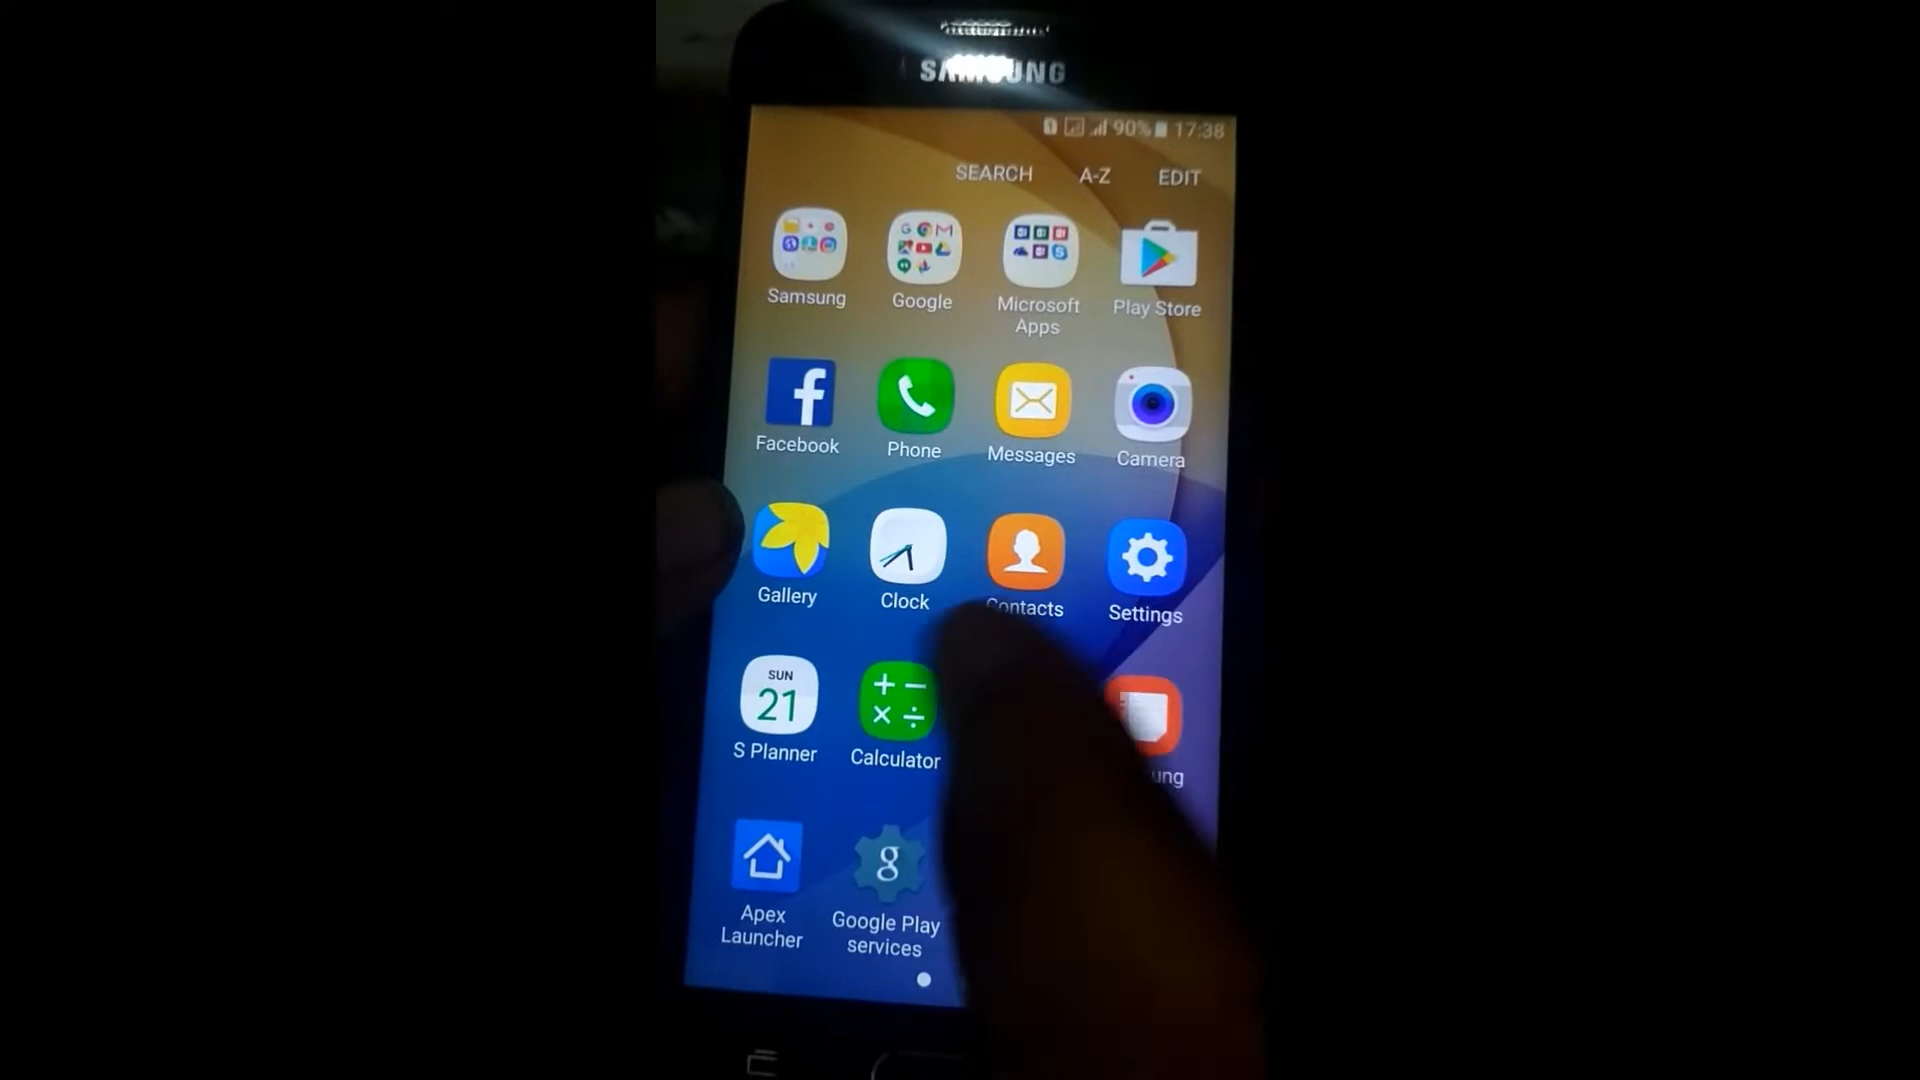 SAMSUNG
90% 17:38
SEARCH A-Z EDIT
Samsung Google Microsoft Apps Play Store
Facebook Phone Messages Camera
Gallery Clock Contacts Settings
SUN
21
S Planner Calculator
Apex Launcher Google Play services